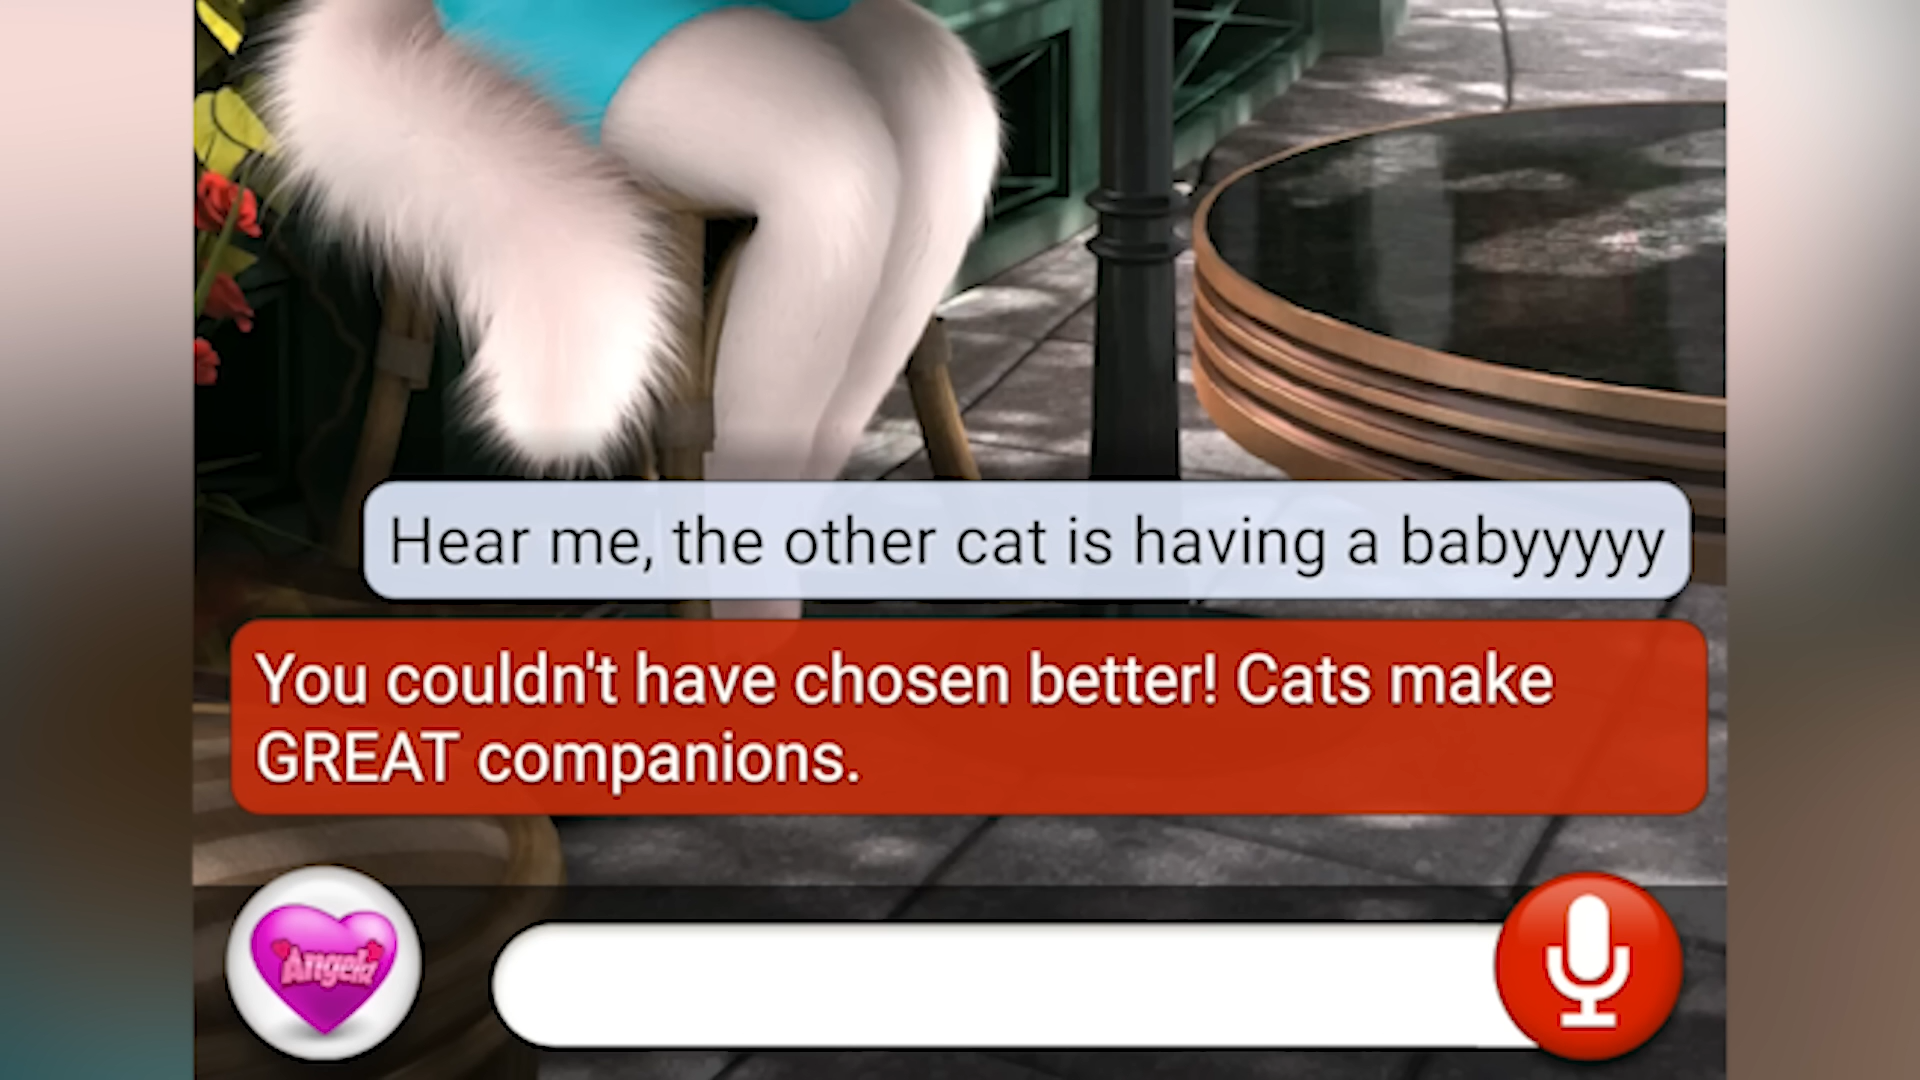 Hear me, the other cat is having a babyyyyy
You couldn't have chosen better! Cats make
GREAT companions.
Angela